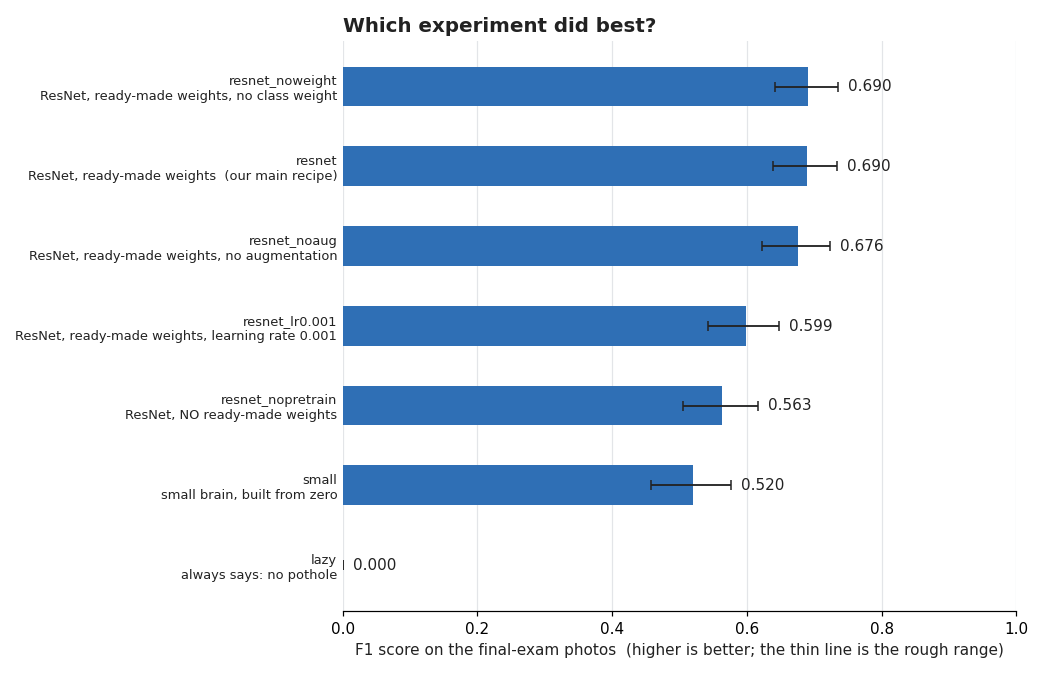 Which experiment did best?
resnet_noweight
ResNet, ready-made weights, no class weight
0.690
resnet
ResNet, ready-made weights  (our main recipe)
0.690
resnet_noaug
ResNet, ready-made weights, no augmentation
0.676
resnet_lr0.001
ResNet, ready-made weights, learning rate 0.001
0.599
resnet_nopretrain
ResNet, NO ready-made weights
0.563
small
small brain, built from zero
0.520
lazy
always says: no pothole
0.000
0.0 0.2 0.4 0.6 0.8 1.0
F1 score on the final-exam photos  (higher is better; the thin line is the rough range)